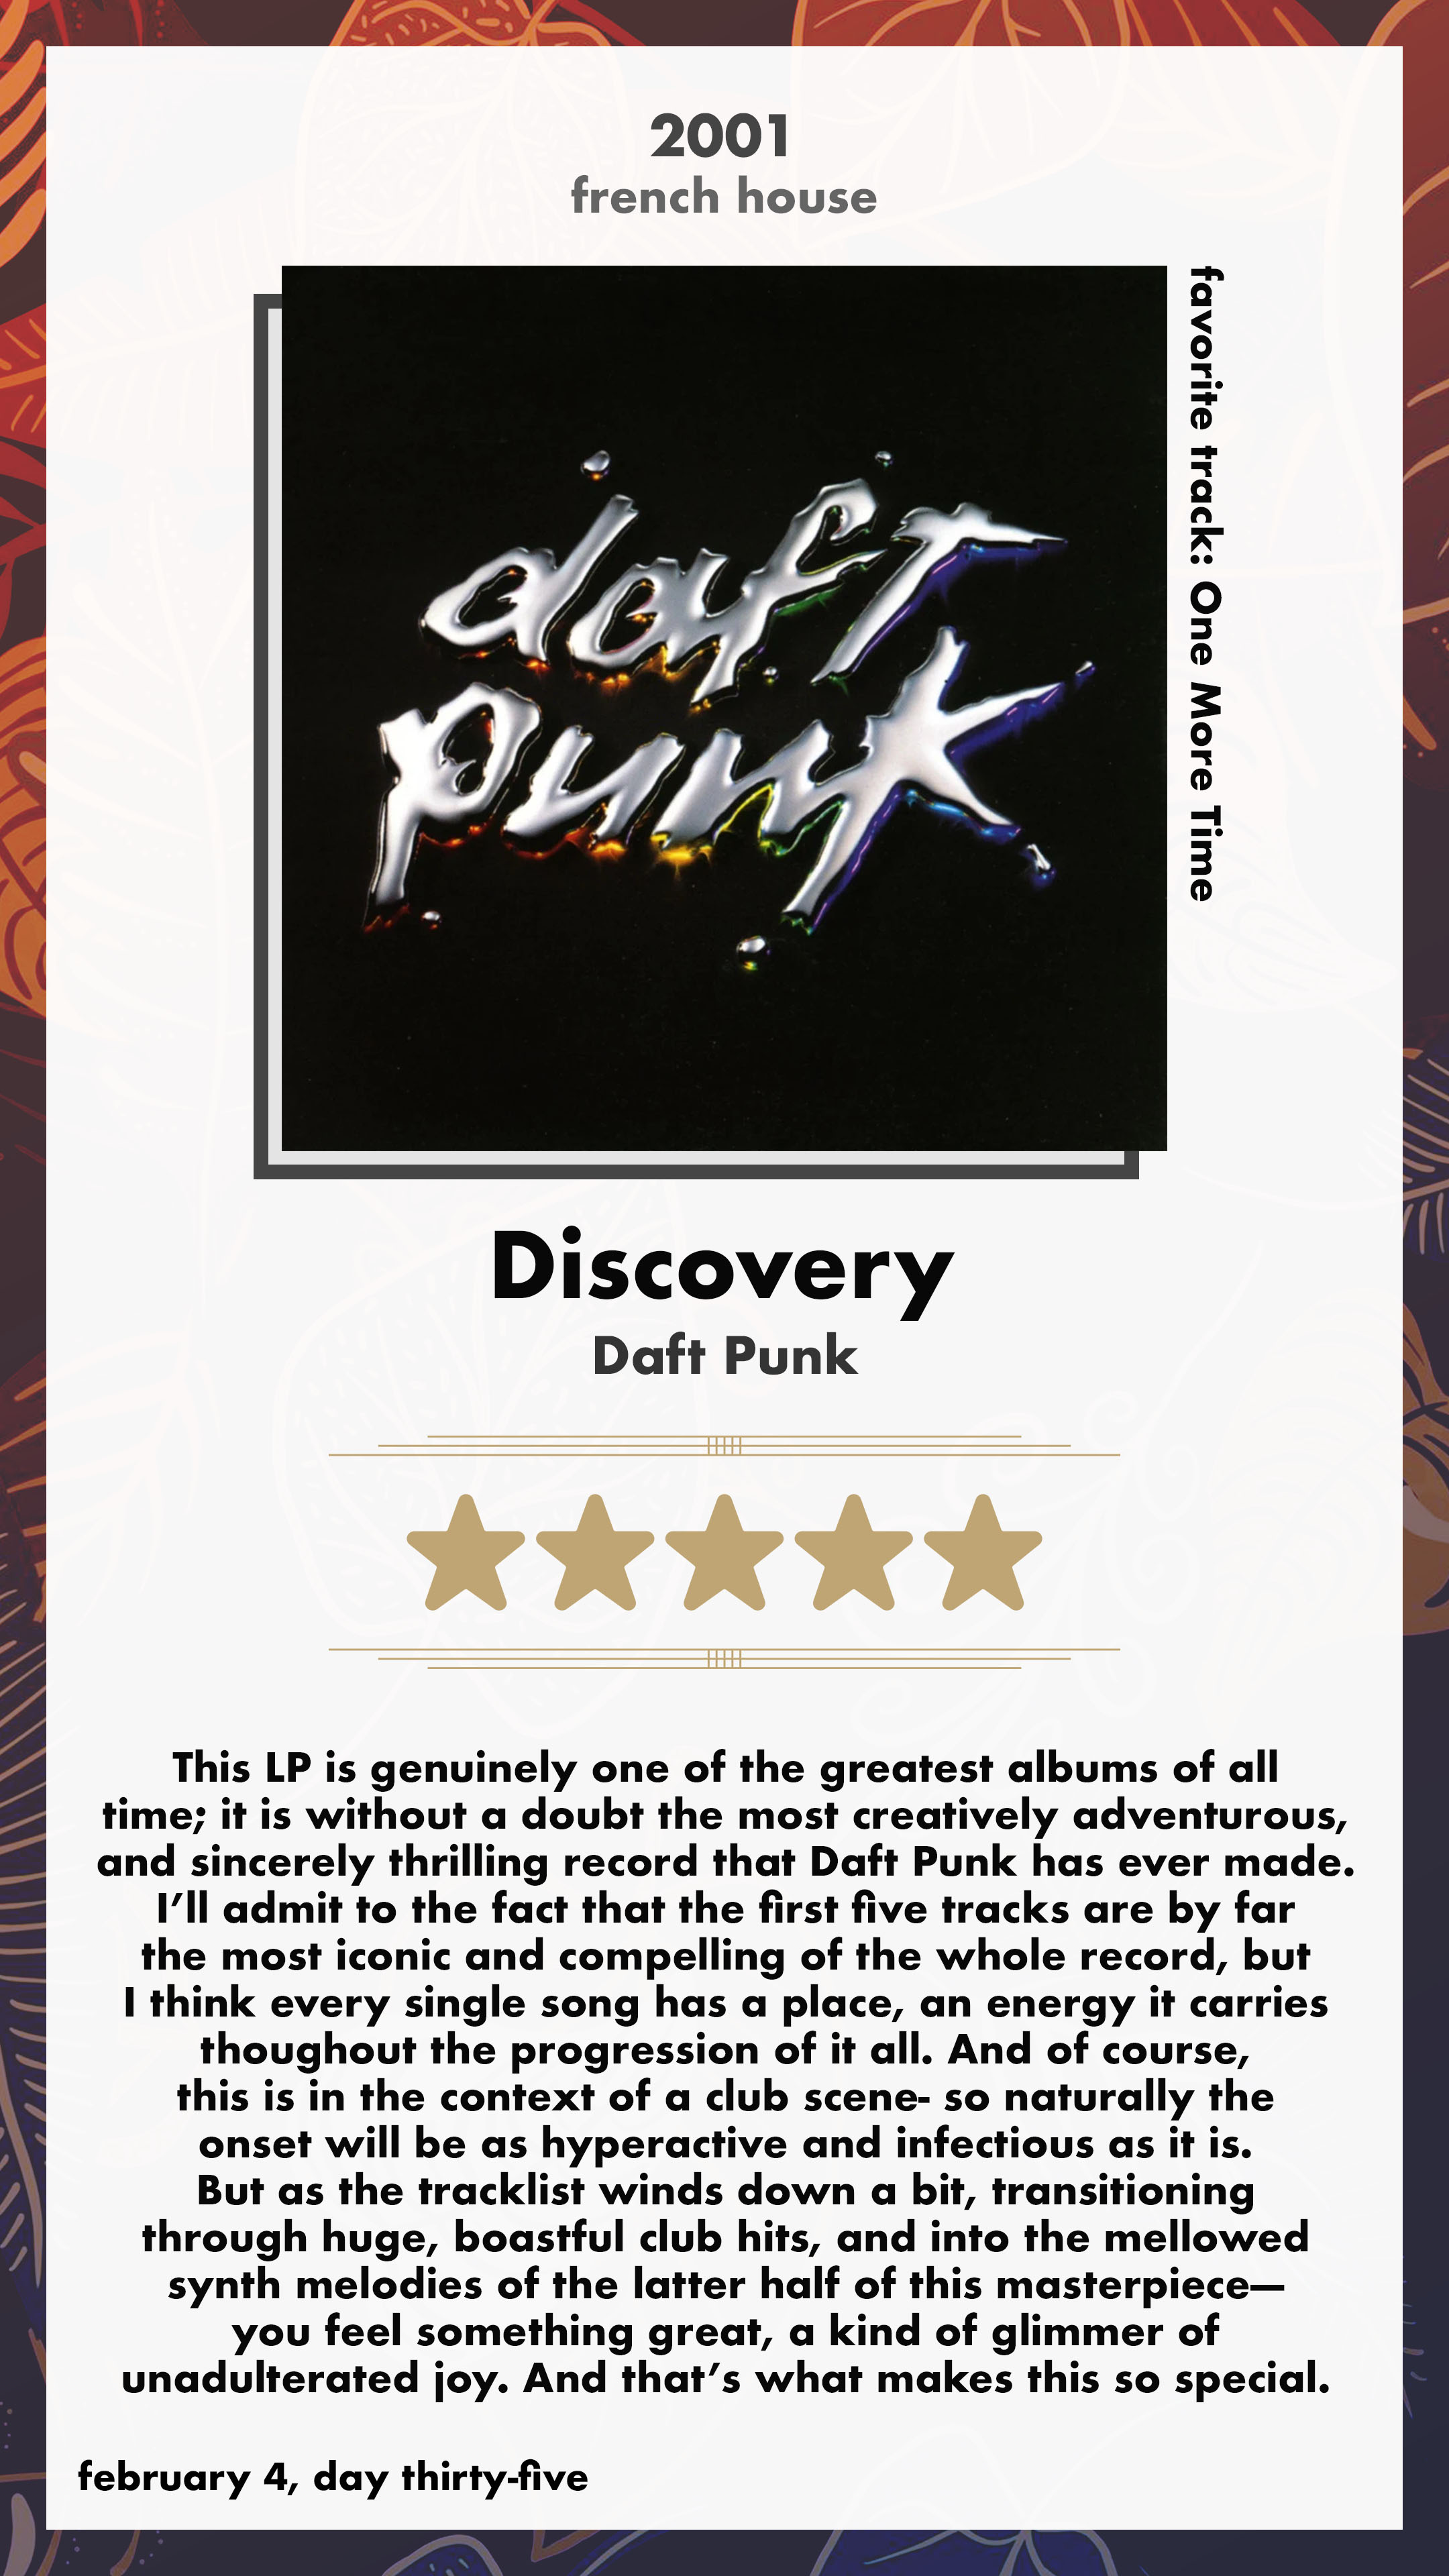 2001
french house
favorite track: One More Time
daft
punk
Discovery
Daft Punk
This LP is genuinely one of the greatest albums of all
time; it is without a doubt the most creatively adventurous,
and sincerely thrilling record that Daft Punk has ever made.
I’ll admit to the fact that the first five tracks are by far
the most iconic and compelling of the whole record, but
I think every single song has a place, an energy it carries
thoughout the progression of it all. And of course,
this is in the context of a club scene- so naturally the
onset will be as hyperactive and infectious as it is.
But as the tracklist winds down a bit, transitioning
through huge, boastful club hits, and into the mellowed
synth melodies of the latter half of this masterpiece—
you feel something great, a kind of glimmer of
unadulterated joy. And that’s what makes this so special.
february 4, day thirty-five